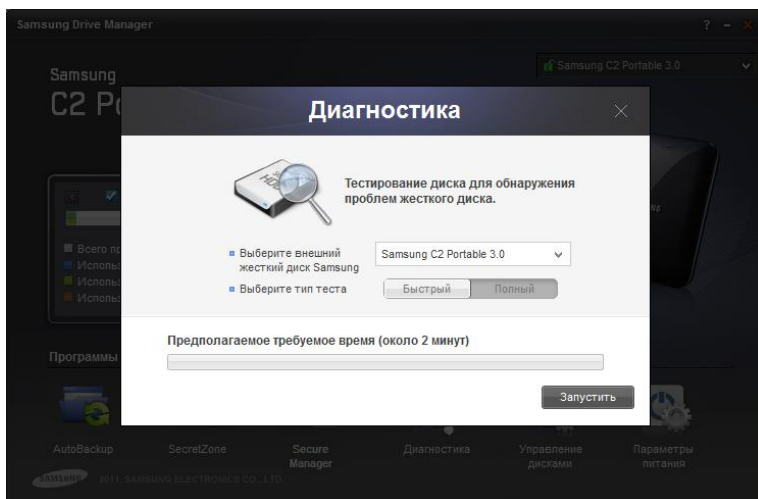 Samsung Drive Manager
? – ×
Samsung
Samsung C2 Portable 3.0
C2
Диагностика
Тестирование диска для обнаружения
проблем жесткого диска.
Выберите внешний
жесткий диск Samsung
Samsung C2 Portable 3.0
Выберите тип теста
Быстрый Полный
Всего
Предполагаемое требуемое время (около 2 минут)
Программы
Запустить
AutoBackup SecretZone Secure Manager Диагностика Управление дисками Параметры питания
SAMSUNG 2011, SAMSUNG ELECTRONICS CO., LTD.